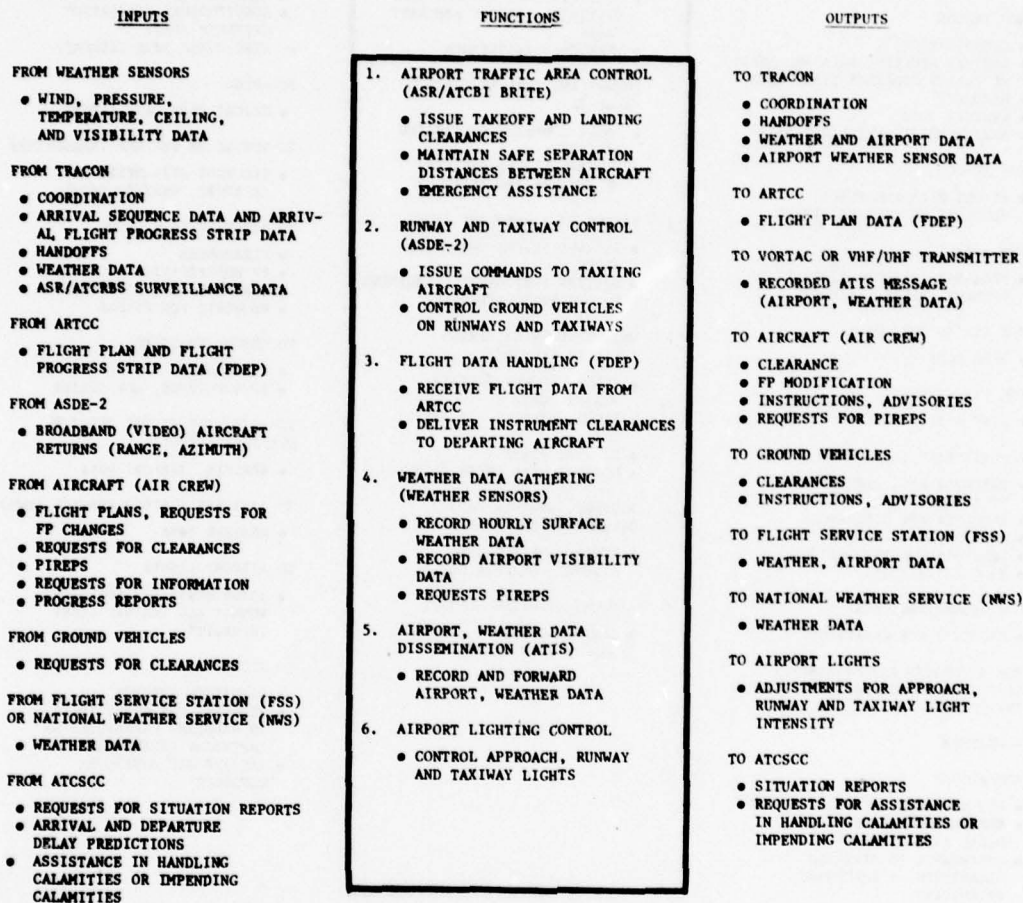 INPUTS
FROM WEATHER SENSORS
● WIND, PRESSURE,
TEMPERATURE, CEILING,
AND VISIBILITY DATA
FROM TRACON
● COORDINATION
● ARRIVAL SEQUENCE DATA AND ARRIV-
AL FLIGHT PROGRESS STRIP DATA
● HANDOFFS
● WEATHER DATA
● ASR/ATCRBS SURVEILLANCE DATA
FROM ARTCC
● FLIGHT PLAN AND FLIGHT
PROGRESS STRIP DATA (FDEP)
FROM ASDE-2
● BROADBAND (VIDEO) AIRCRAFT
RETURNS (RANGE, AZIMUTH)
FROM AIRCRAFT (AIR CREW)
● FLIGHT PLANS, REQUESTS FOR
FP CHANGES
● REQUESTS FOR CLEARANCES
● PIREPS
● REQUESTS FOR INFORMATION
● PROGRESS REPORTS
FROM GROUND VEHICLES
● REQUESTS FOR CLEARANCES
FROM FLIGHT SERVICE STATION (FSS)
OR NATIONAL WEATHER SERVICE (NWS)
● WEATHER DATA
FROM ATCSCC
● REQUESTS FOR SITUATION REPORTS
● ARRIVAL AND DEPARTURE
DELAY PREDICTIONS
● ASSISTANCE IN HANDLING
CALAMITIES OR IMPENDING
CALAMITIES
FUNCTIONS
1. AIRPORT TRAFFIC AREA CONTROL
(ASR/ATCBI BRITE)
● ISSUE TAKEOFF AND LANDING
CLEARANCES
● MAINTAIN SAFE SEPARATION
DISTANCES BETWEEN AIRCRAFT
● EMERGENCY ASSISTANCE
2. RUNWAY AND TAXIWAY CONTROL
(ASDE-2)
● ISSUE COMMANDS TO TAXIING
AIRCRAFT
● CONTROL GROUND VEHICLES
ON RUNWAYS AND TAXIWAYS
3. FLIGHT DATA HANDLING (FDEP)
● RECEIVE FLIGHT DATA FROM
ARTCC
● DELIVER INSTRUMENT CLEARANCES
TO DEPARTING AIRCRAFT
4. WEATHER DATA GATHERING
(WEATHER SENSORS)
● RECORD HOURLY SURFACE
WEATHER DATA
● RECORD AIRPORT VISIBILITY
DATA
● REQUESTS PIREPS
5. AIRPORT, WEATHER DATA
DISSEMINATION (ATIS)
● RECORD AND FORWARD
AIRPORT, WEATHER DATA
6. AIRPORT LIGHTING CONTROL
● CONTROL APPROACH, RUNWAY
AND TAXIWAY LIGHTS
OUTPUTS
TO TRACON
● COORDINATION
● HANDOFFS
● WEATHER AND AIRPORT DATA
● AIRPORT WEATHER SENSOR DATA
TO ARTCC
● FLIGHT PLAN DATA (FDEP)
TO VORTAC OR VHF/UHF TRANSMITTER
● RECORDED ATIS MESSAGE
(AIRPORT, WEATHER DATA)
TO AIRCRAFT (AIR CREW)
● CLEARANCE
● FP MODIFICATION
● INSTRUCTIONS, ADVISORIES
● REQUESTS FOR PIREPS
TO GROUND VEHICLES
● CLEARANCES
● INSTRUCTIONS, ADVISORIES
TO FLIGHT SERVICE STATION (FSS)
● WEATHER, AIRPORT DATA
TO NATIONAL WEATHER SERVICE (NWS)
● WEATHER DATA
TO AIRPORT LIGHTS
● ADJUSTMENTS FOR APPROACH,
RUNWAY AND TAXIWAY LIGHT
INTENSITY
TO ATCSCC
● SITUATION REPORTS
● REQUESTS FOR ASSISTANCE
IN HANDLING CALAMITIES OR
IMPENDING CALAMITIES